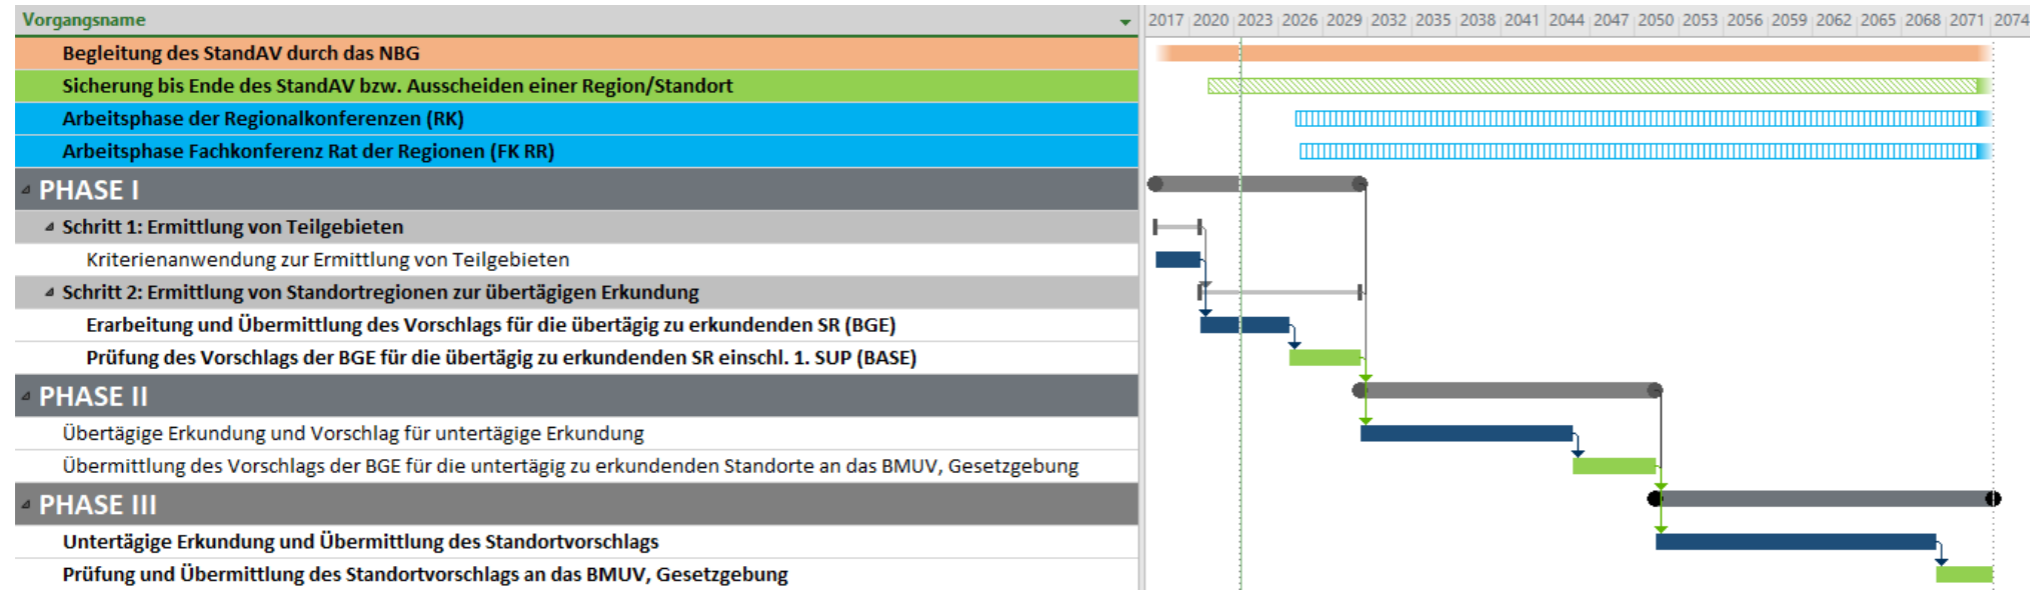 Vorgangsname 2017 2020 2023 2026 2029 2032 2035 2038 2041 2044 2047 2050 2053 2056 2059 2062 2065 2068 2071 2074
Begleitung des StandAV durch das NBG
Sicherung bis Ende des StandAV bzw. Ausscheiden einer Region/Standort
Arbeitsphase der Regionalkonferenzen (RK)
Arbeitsphase Fachkonferenz Rat der Regionen (FK RR)
PHASE I
Schritt 1: Ermittlung von Teilgebieten
Kriterienanwendung zur Ermittlung von Teilgebieten
Schritt 2: Ermittlung von Standortregionen zur übertägigen Erkundung
Erarbeitung und Übermittlung des Vorschlags für die übertägig zu erkundenden SR (BGE)
Prüfung des Vorschlags der BGE für die übertägig zu erkundenden SR einschl. 1. SUP (BASE)
PHASE II
Übertägige Erkundung und Vorschlag für untertägige Erkundung
Übermittlung des Vorschlags der BGE für die untertägig zu erkundenden Standorte an das BMUV, Gesetzgebung
PHASE III
Untertägige Erkundung und Übermittlung des Standortvorschlags
Prüfung und Übermittlung des Standortvorschlags an das BMUV, Gesetzgebung